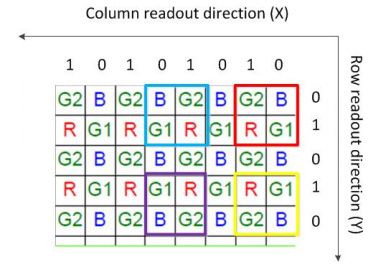 Column readout direction (X)
1 0 1 0 1 0 1 0
G2 B G2 B G2 B G2 B 0
R G1 R G1 R G1 R G1 1
G2 B G2 B G2 B G2 B 0
R G1 R G1 R G1 R G1 1
G2 B G2 B G2 B G2 B 0
Row readout direction (Y)